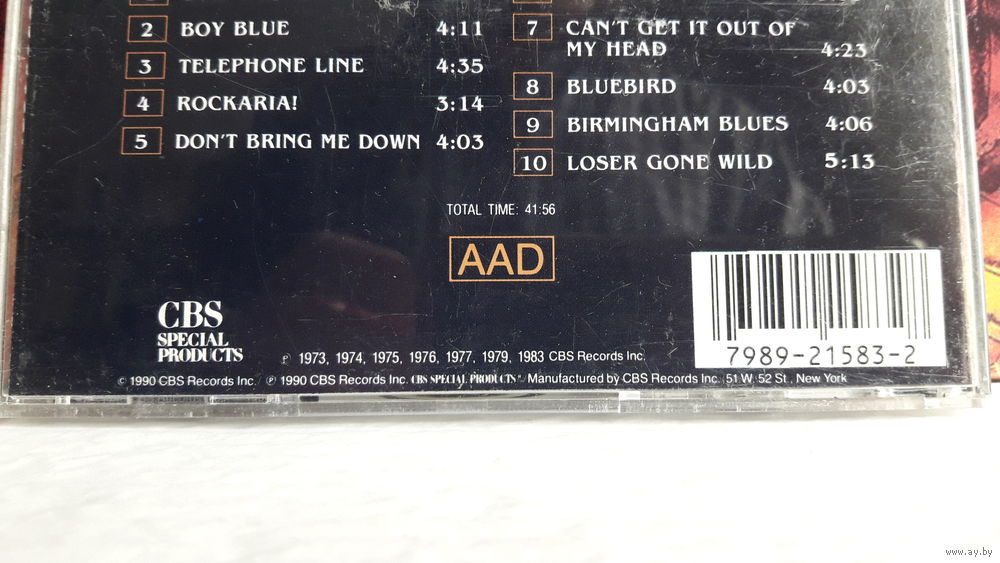 2 BOY BLUE 4:11
3 TELEPHONE LINE 4:35
4 ROCKARIA! 3:14
5 DON'T BRING ME DOWN 4:03
7 CAN'T GET IT OUT OF
MY HEAD 4:23
8 BLUEBIRD 4:03
9 BIRMINGHAM BLUES 4:06
10 LOSER GONE WILD 5:13
TOTAL TIME: 41:56
AAD
CBS
SPECIAL
PRODUCTS
℗ 1973, 1974, 1975, 1976, 1977, 1979, 1983 CBS Records Inc.
© 1990 CBS Records Inc. ℗ 1990 CBS Records Inc. CBS SPECIAL PRODUCTS Manufactured by CBS Records Inc. 51 W. 52 St., New York
7989-21583-2
www.ay.by